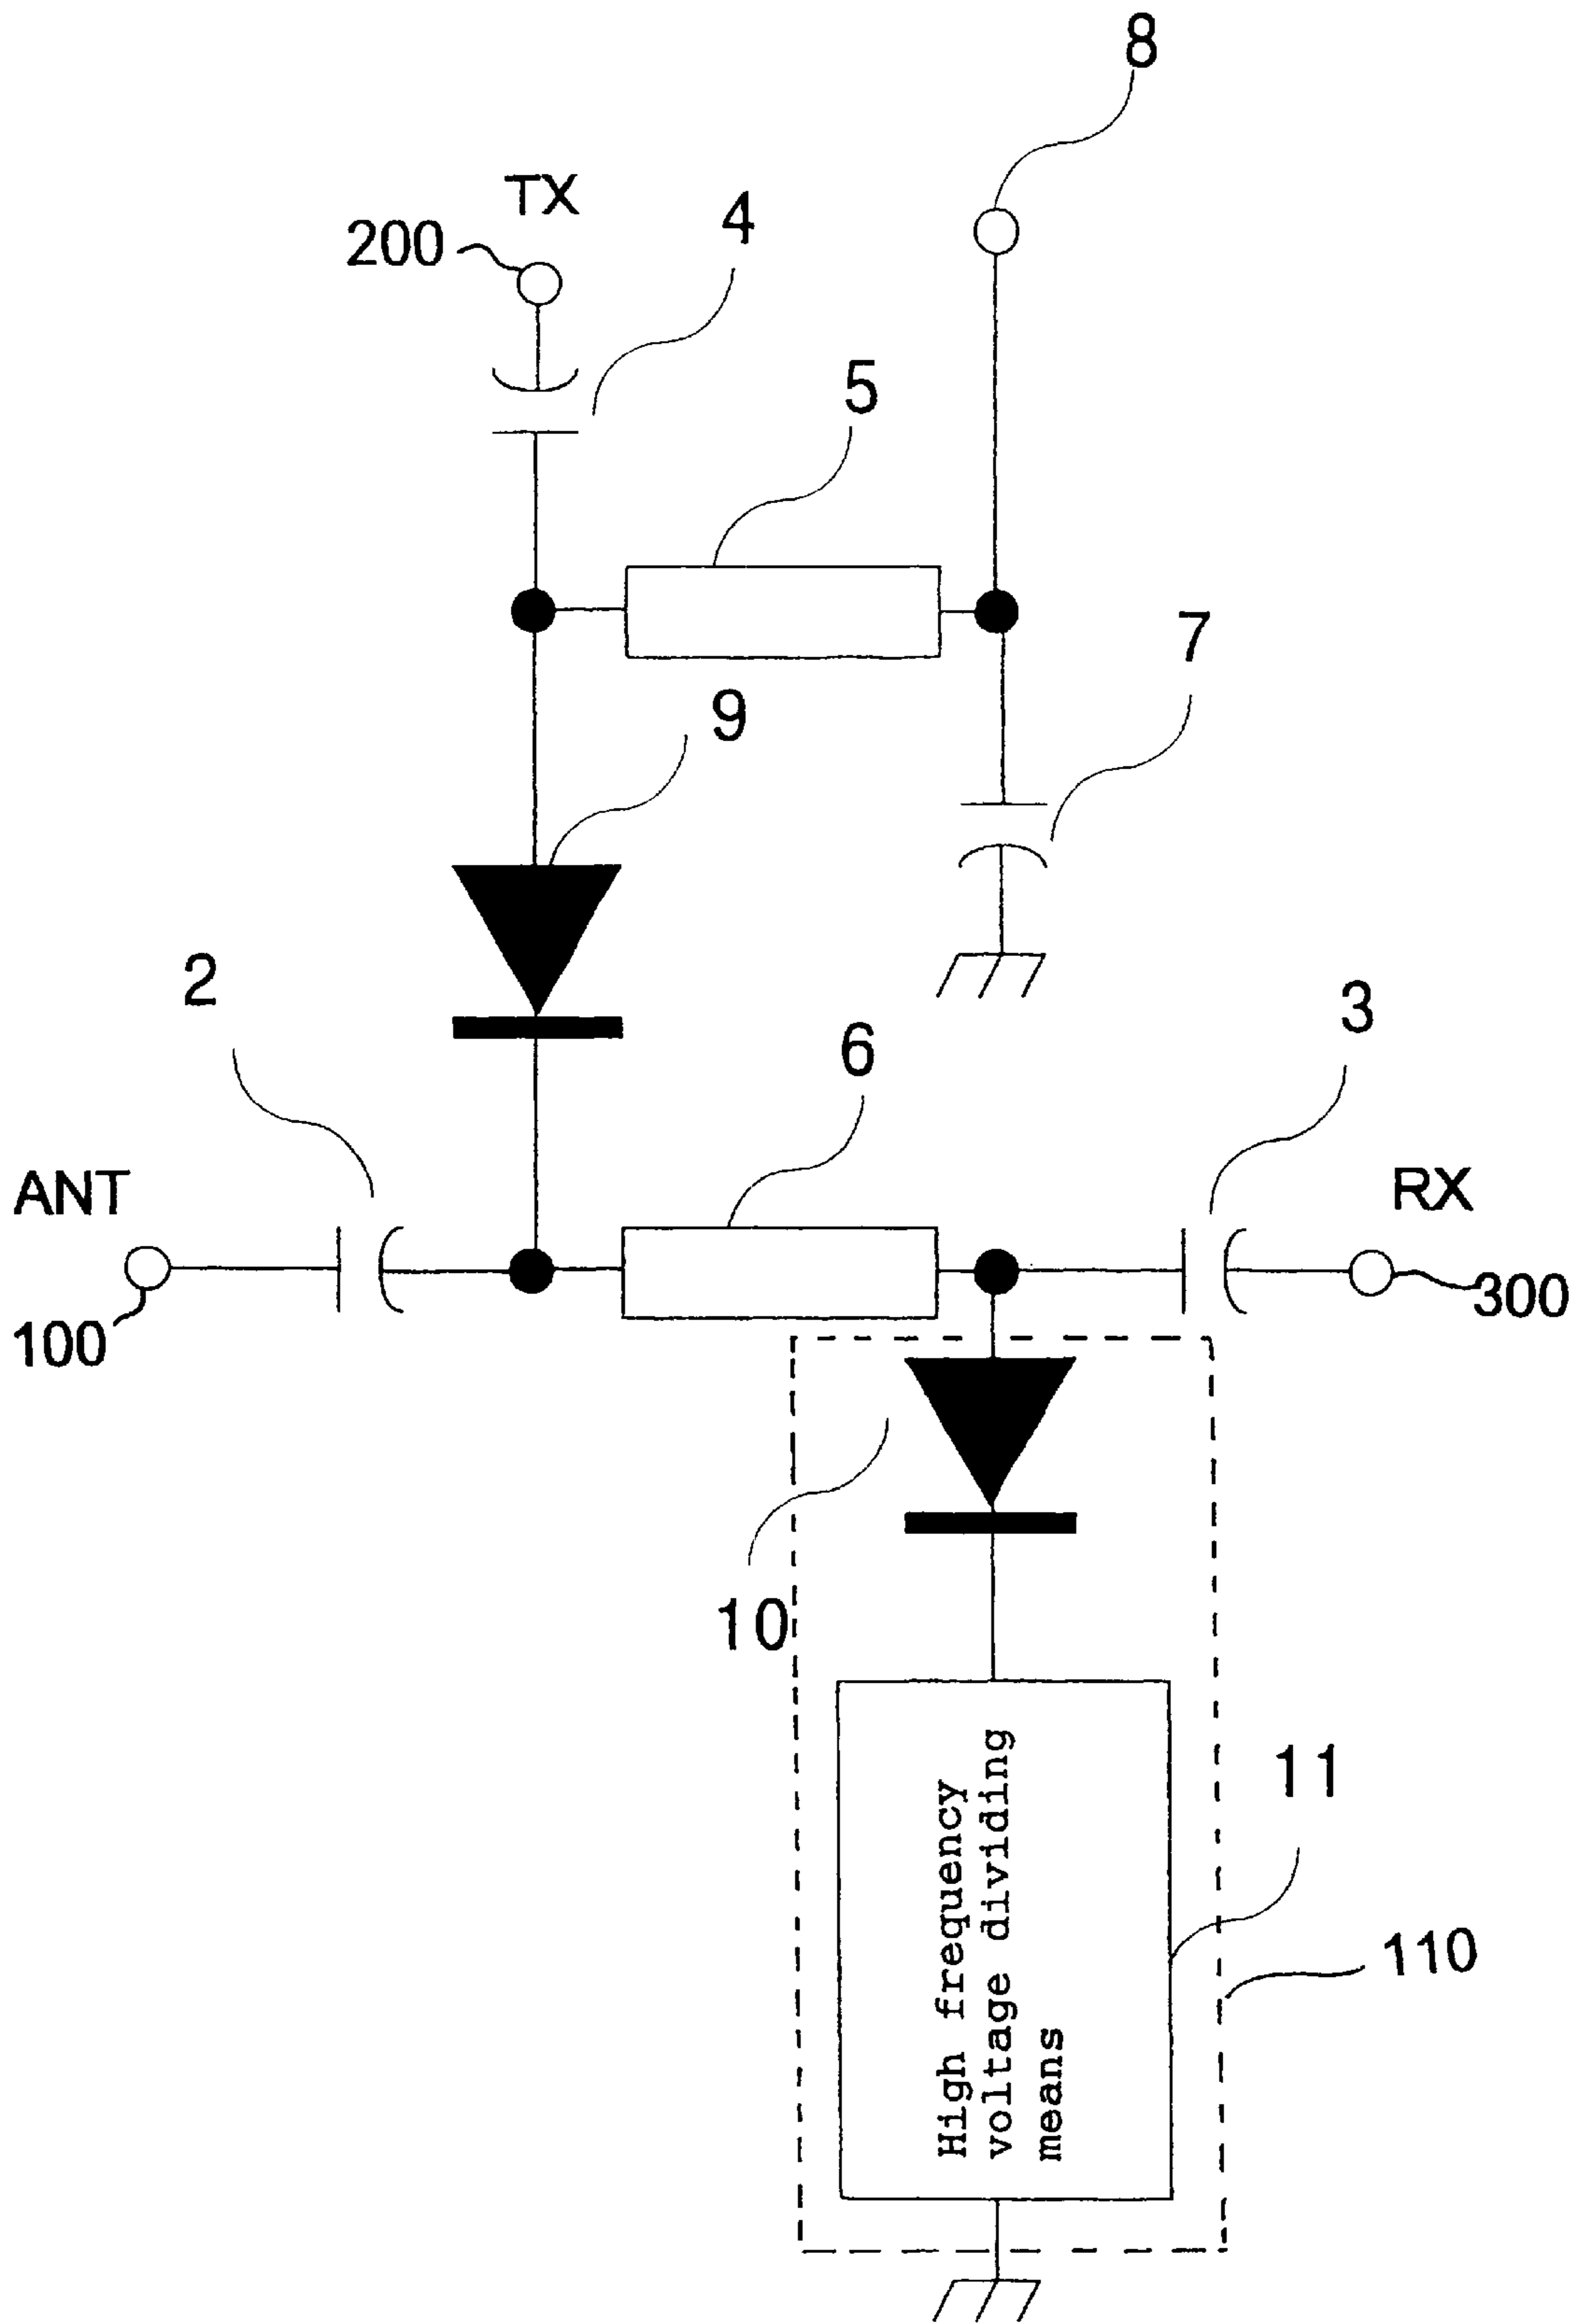 8
TX
200
4
5
7
9
2
3
6
ANT
RX
100
300
10
High frequency
voltage dividing
means
11
110